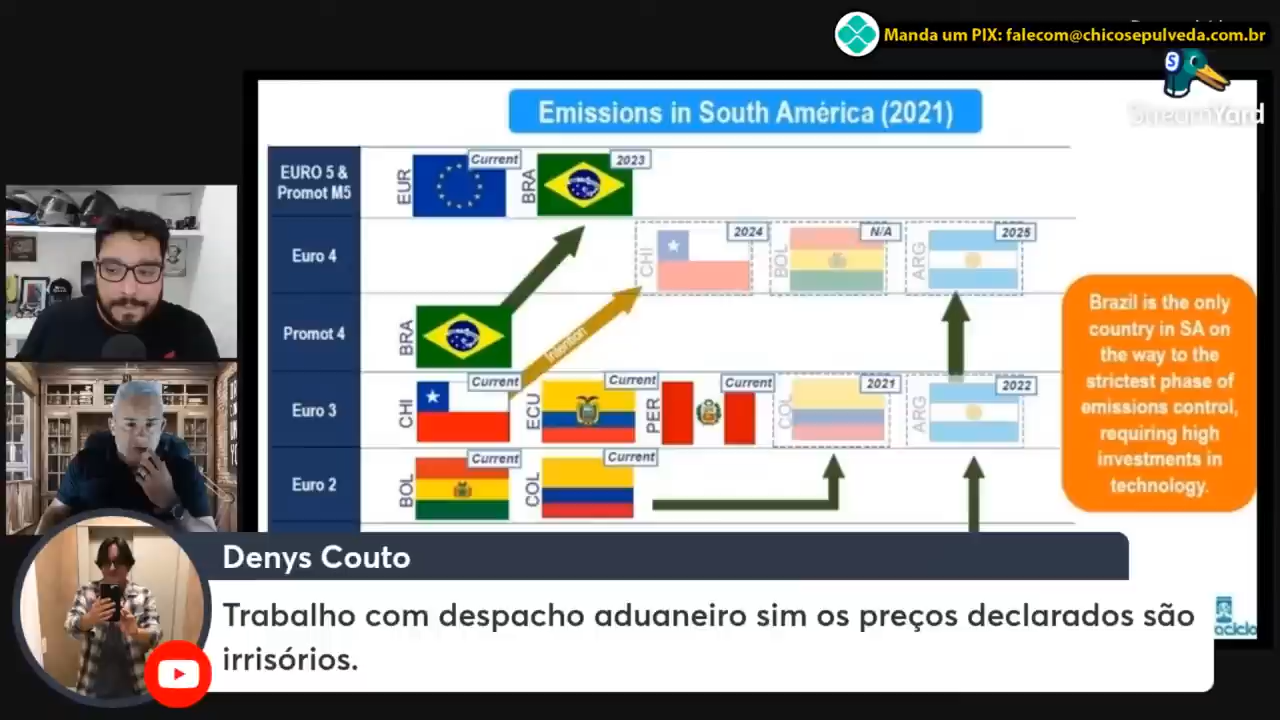 Manda um PIX: falecom@chicosepulveda.com.br
S
StreamYard
Emissions in South América (2021)
EURO 5 &
Promot M5
EUR
Current
BRA
2023
Euro 4
CHI
2024
BOL
N/A
ARG
2025
Promot 4
BRA
Intention
Euro 3
CHI
Current
ECU
Current
PER
Current
COL
2021
ARG
2022
Euro 2
BOL
Current
COL
Current
Brazil is the only
country in SA on
the way to the
strictest phase of
emissions control,
requiring high
investments in
technology.
Denys Couto
Trabalho com despacho aduaneiro sim os preços declarados são
irrisórios.